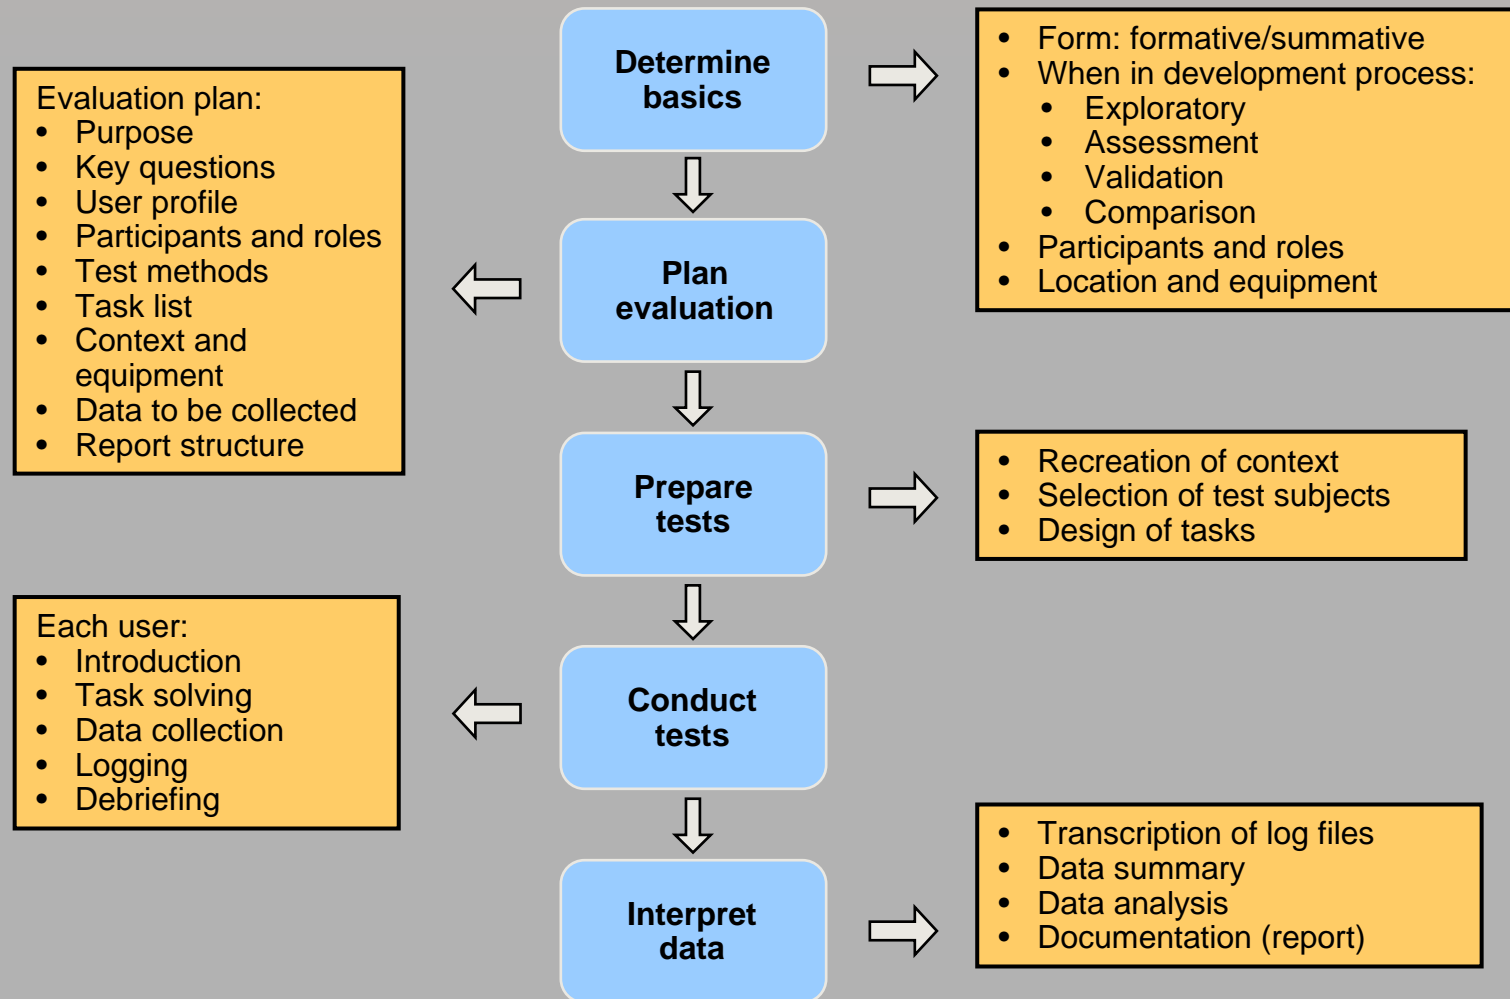 Determine
basics
• Form: formative/summative
• When in development process:
• Exploratory
• Assessment
• Validation
• Comparison
• Participants and roles
• Location and equipment
Evaluation plan:
• Purpose
• Key questions
• User profile
• Participants and roles
• Test methods
• Task list
• Context and
equipment
• Data to be collected
• Report structure
Plan
evaluation
Prepare
tests
• Recreation of context
• Selection of test subjects
• Design of tasks
Each user:
• Introduction
• Task solving
• Data collection
• Logging
• Debriefing
Conduct
tests
Interpret
data
• Transcription of log files
• Data summary
• Data analysis
• Documentation (report)